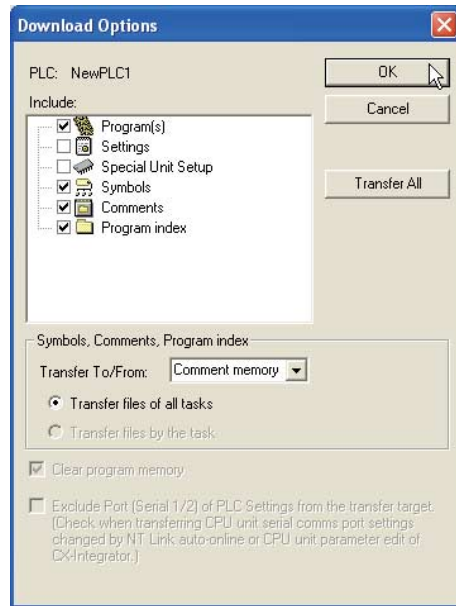 Download Options
PLC: NewPLC1
OK
Include:
Cancel
Program(s)
Settings
Special Unit Setup
Transfer All
Symbols
Comments
Program index
Symbols, Comments, Program index
Transfer To/From: Comment memory
Transfer files of all tasks
Transfer files by the task
Clear program memory
Exclude Port (Serial 1/2) of PLC Settings from the transfer target.
(Check when transferring CPU unit serial comms port settings
changed by NT Link auto-online or CPU unit parameter edit of
CX-Integrator.)